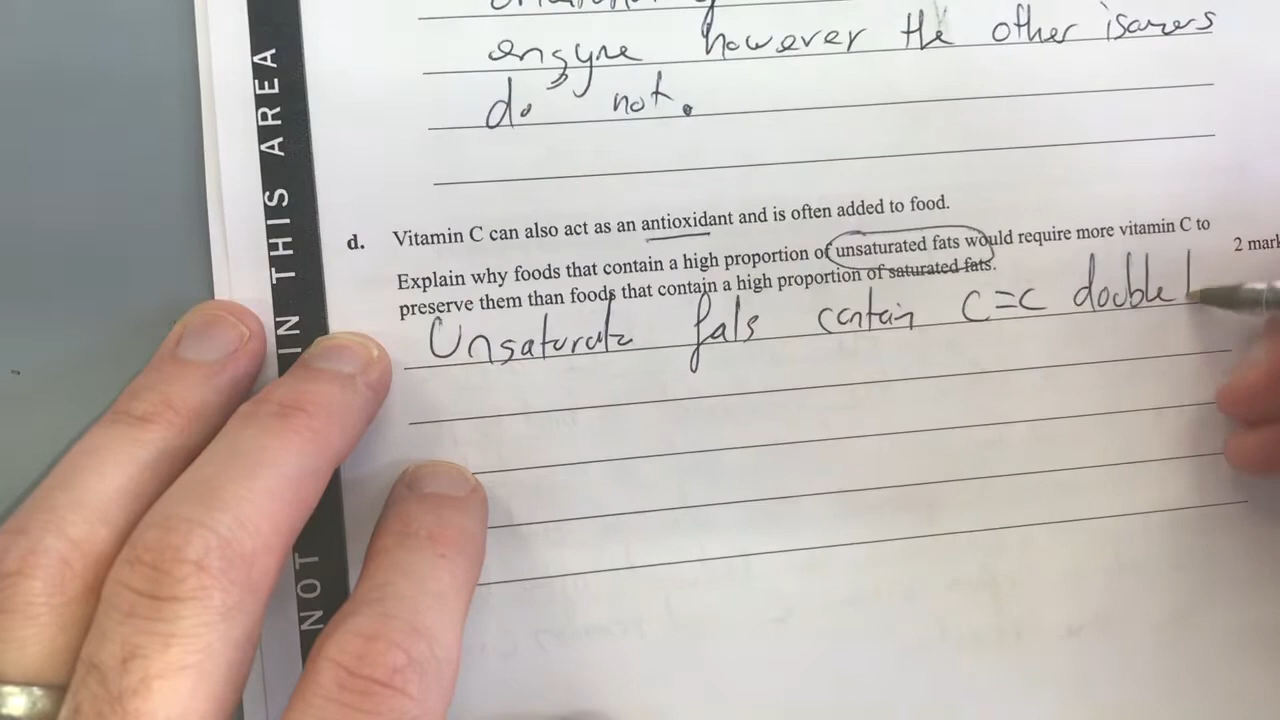 enzyme however the other isomers
do not.
d. Vitamin C can also act as an antioxidant and is often added to food.
Explain why foods that contain a high proportion of unsaturated fats would require more vitamin C to
preserve them than foods that contain a high proportion of saturated fats.
2 mark
Unsaturate fats contain C=C double
NOT IN THIS AREA